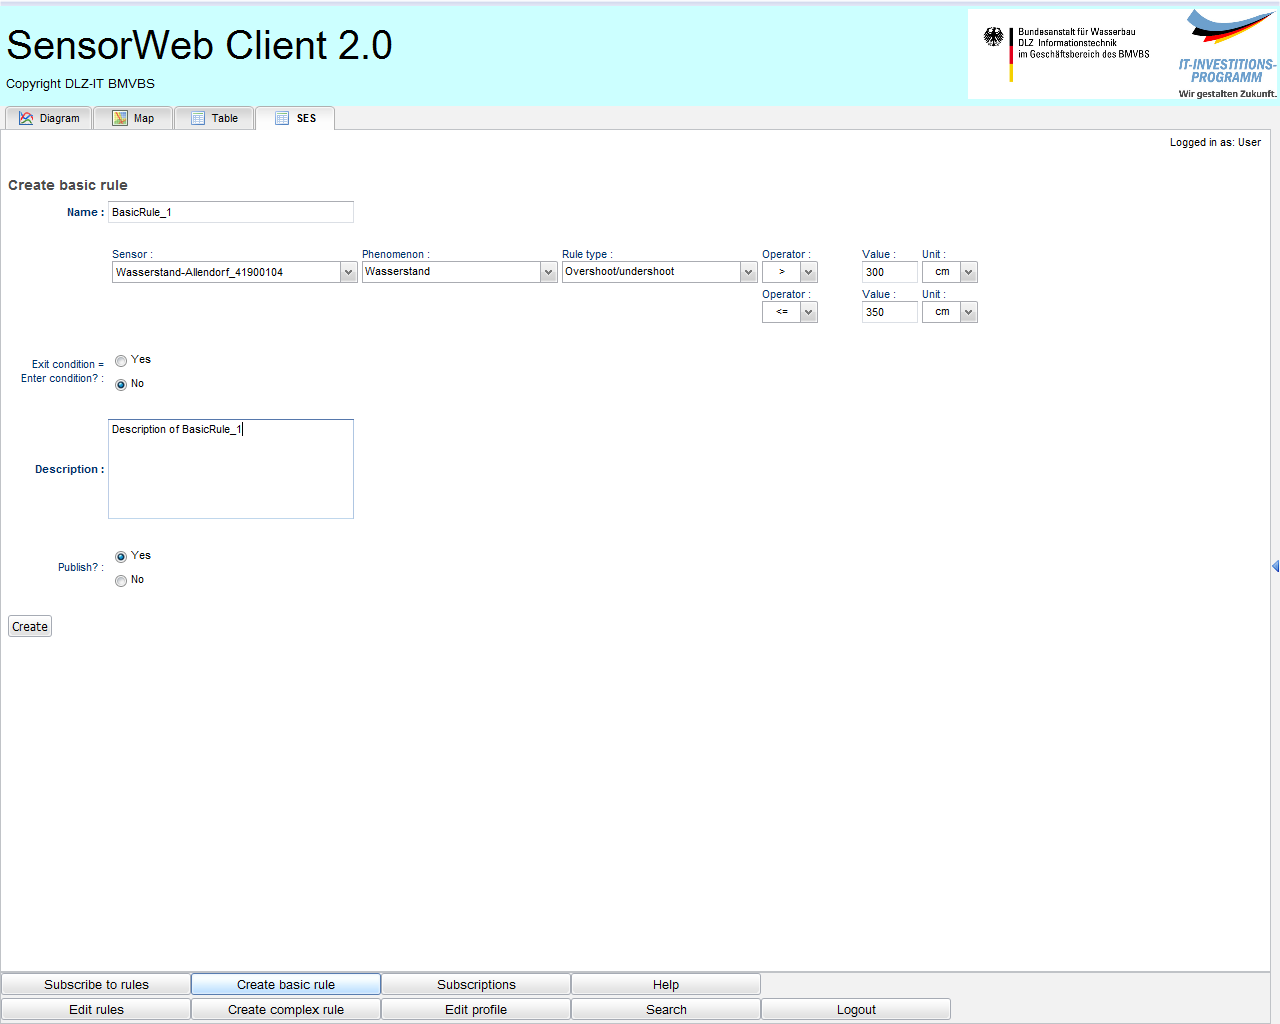 SensorWeb Client 2.0
Copyright DLZ-IT BMVBS
Bundesanstalt für Wasserbau
DLZ Informationstechnik
im Geschäftsbereich des BMVBS
IT-INVESTITIONS-
PROGRAMM
Wir gestalten Zukunft.
Diagram Map Table SES
Logged in as: User
Create basic rule
Name : BasicRule_1
Sensor : Phenomenon : Rule type : Operator : Value : Unit :
Wasserstand-Allendorf_41900104 Wasserstand Overshoot/undershoot > 300 cm
Operator : Value : Unit :
<= 350 cm
Exit condition =
Enter condition? :
Yes
No
Description of BasicRule_1
Description :
Publish? :
Yes
No
Create
Subscribe to rules Create basic rule Subscriptions Help
Edit rules Create complex rule Edit profile Search Logout